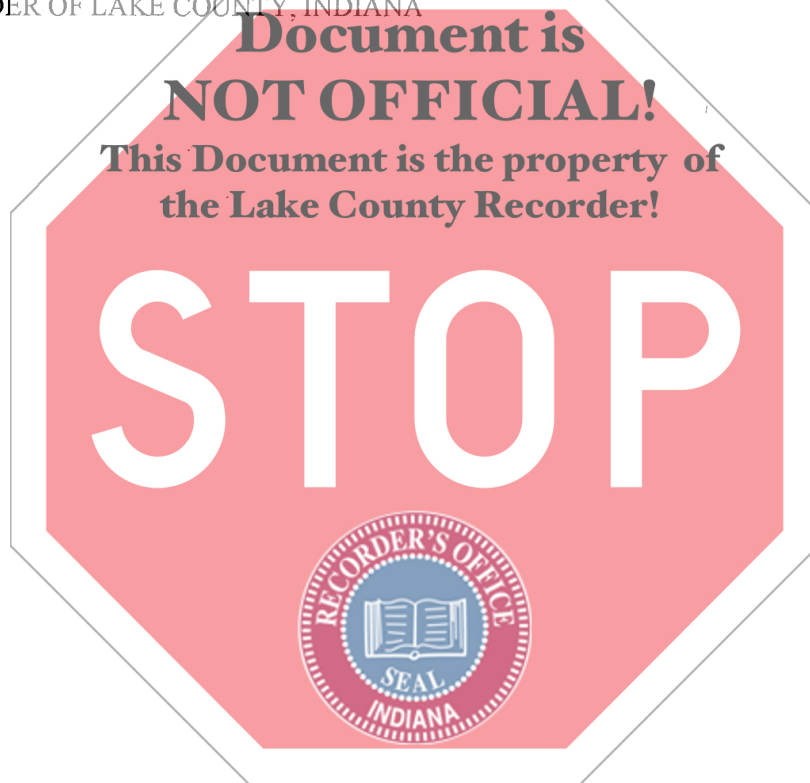 DER OF LAKE COUNTY, INDIANA
Document is
NOT OFFICIAL!
This Document is the property of
the Lake County Recorder!
STOP
RECORDER'S OFFICE
SEAL
INDIANA